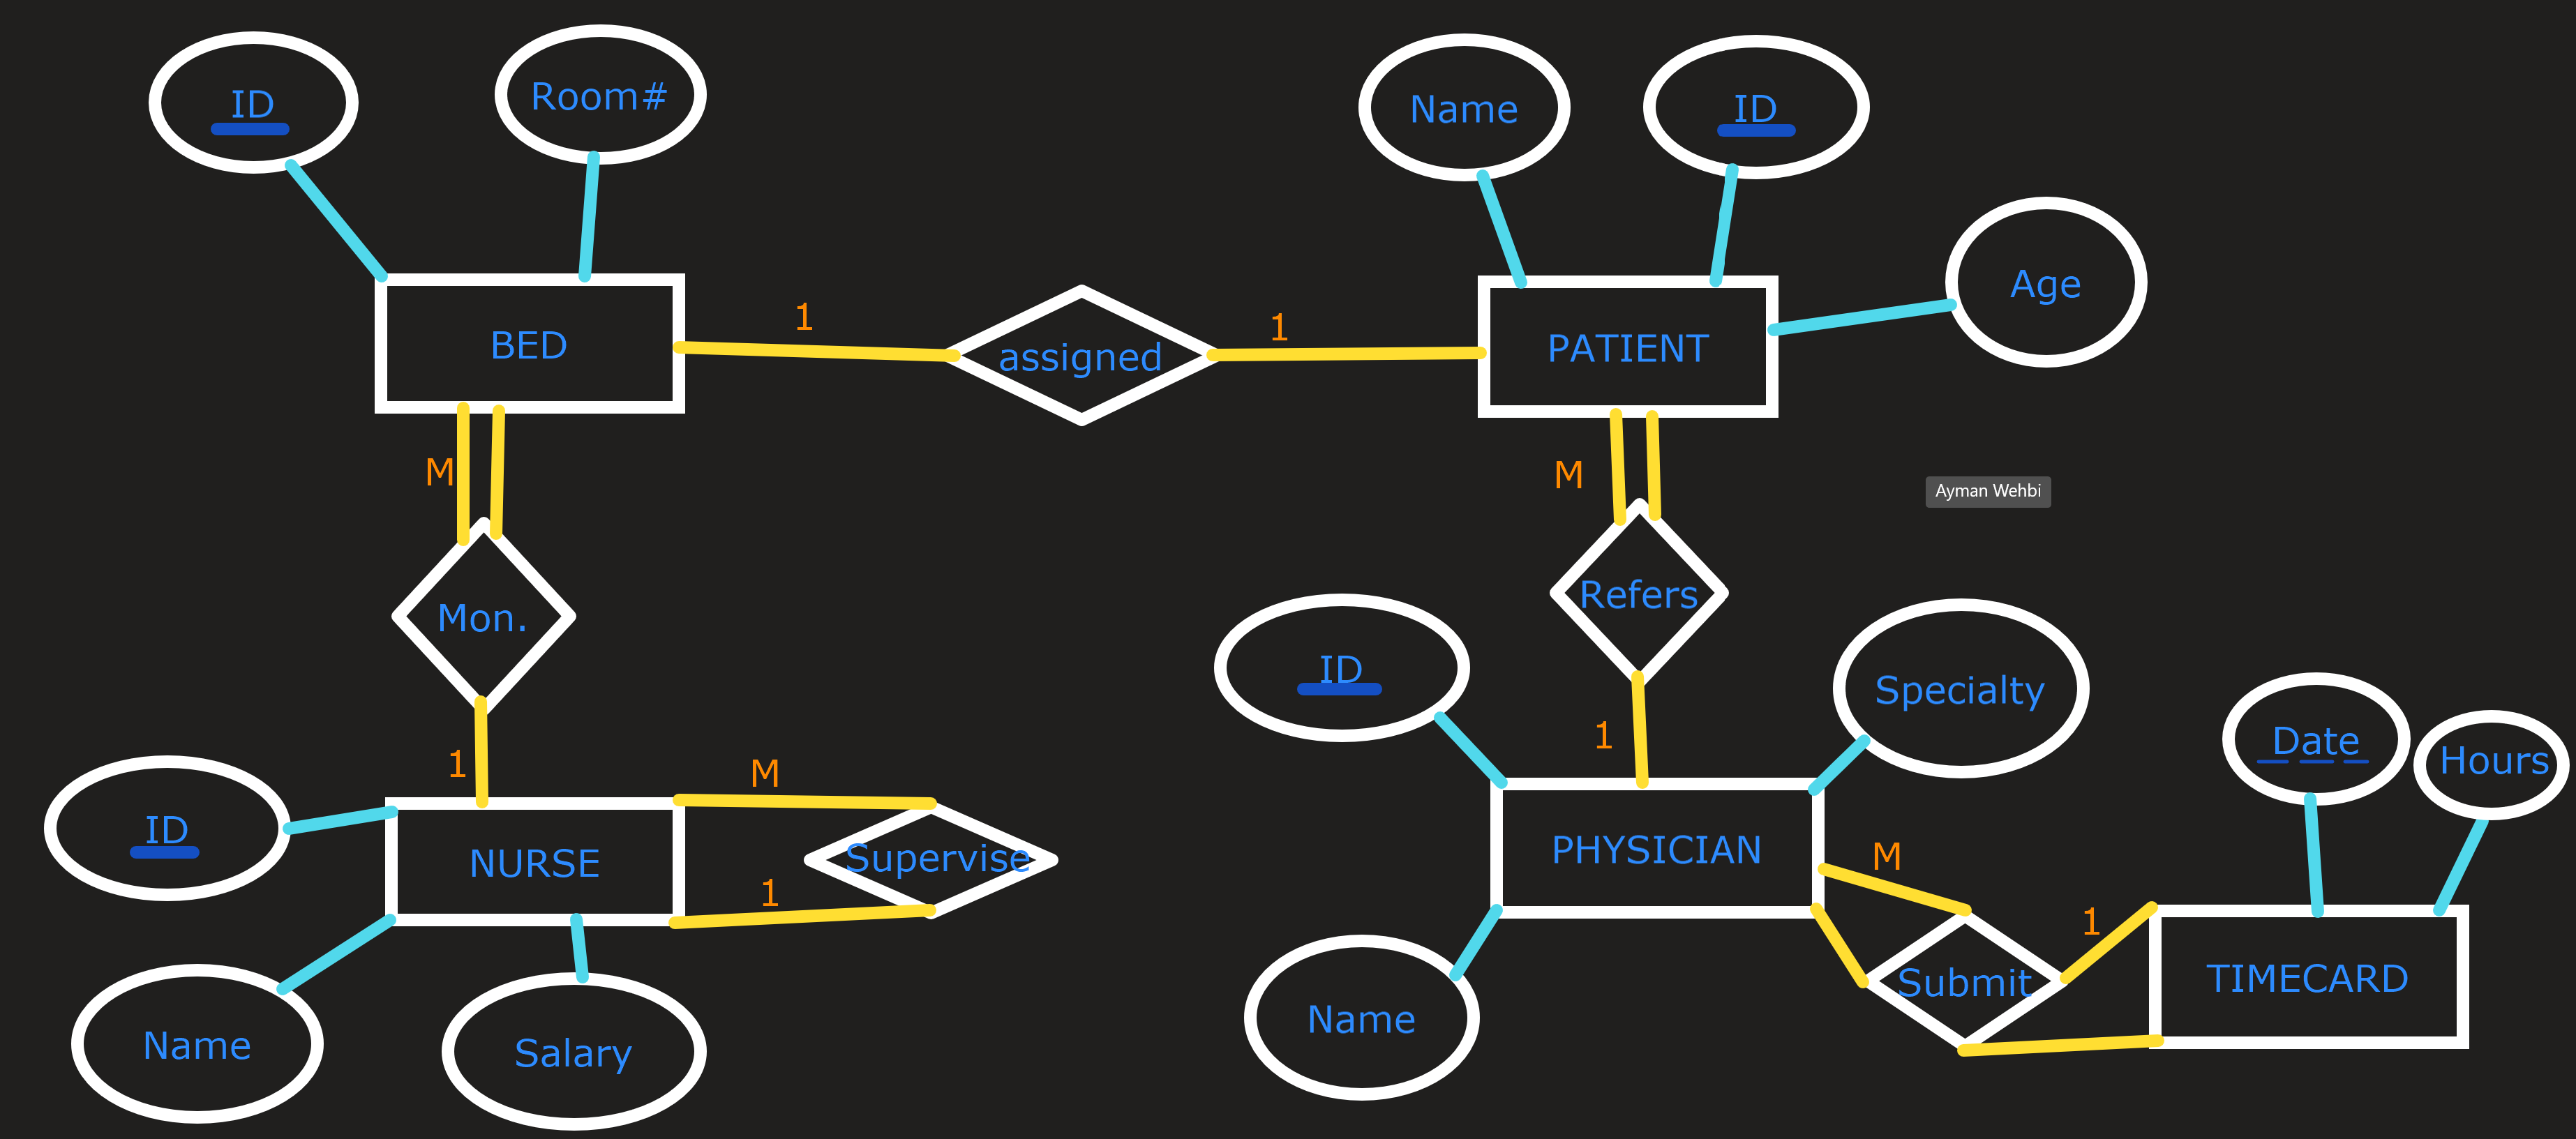 ID
Room#
Name
ID
Age
BED
1
assigned
1
PATIENT
M
M
Ayman Wehbi
Mon.
Refers
ID
Specialty
1
M
1
Date
Hours
ID
NURSE
Supervise
1
PHYSICIAN
M
1
Submit
TIMECARD
Name
Salary
Name